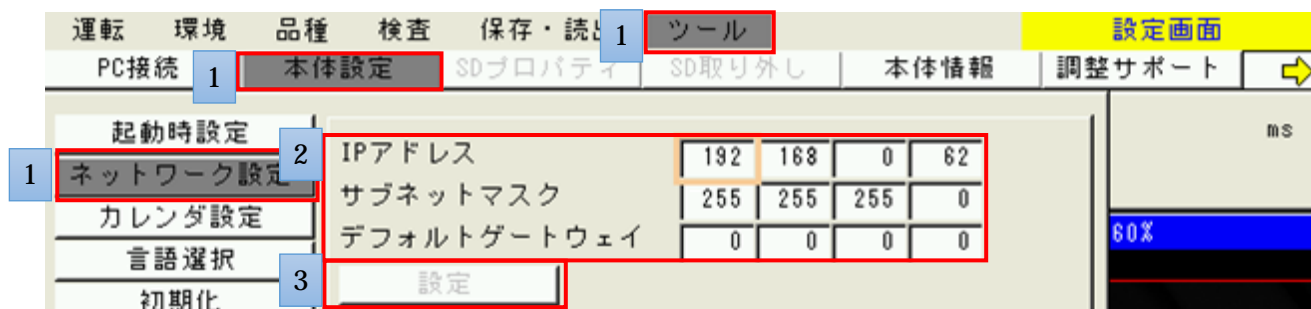 運転 環境 品種 検査 保存・読出 1 ツール 設定画面
PC接続 1 本体設定 SDプロパティ SD取り外し 本体情報 調整サポート
起動時設定
1 ネットワーク設定
カレンダ設定
言語選択
初期化
2 IPアドレス 192 168 0 62
サブネットマスク 255 255 255 0
デフォルトゲートウェイ 0 0 0 0
3 設定
ms
60%